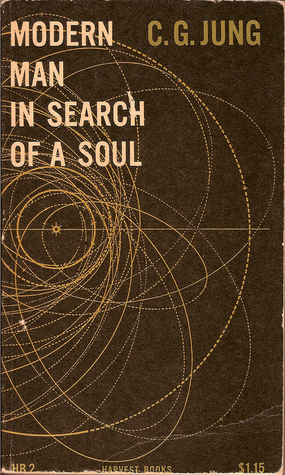 MODERN
MAN
IN SEARCH
OF A SOUL
C. G. JUNG
HB 2
HARVEST BOOKS
$1.15